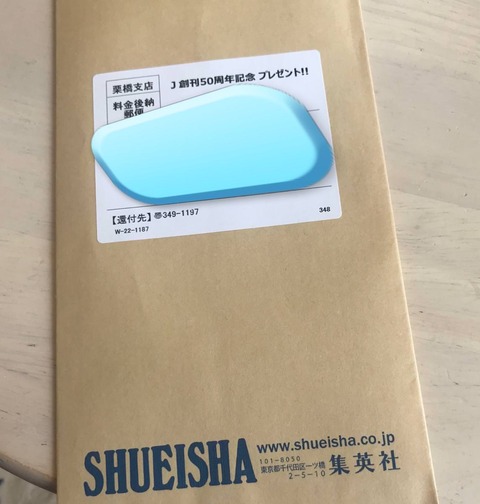 栗橋支店
J 創刊50周年記念 プレゼント!!
料金後納
郵便
【還付先】〠349-1197
348
W-22-1187
SHUEISHA
www.shueisha.co.jp
101-8050
東京都千代田区一ツ橋
2-5-10
集英社